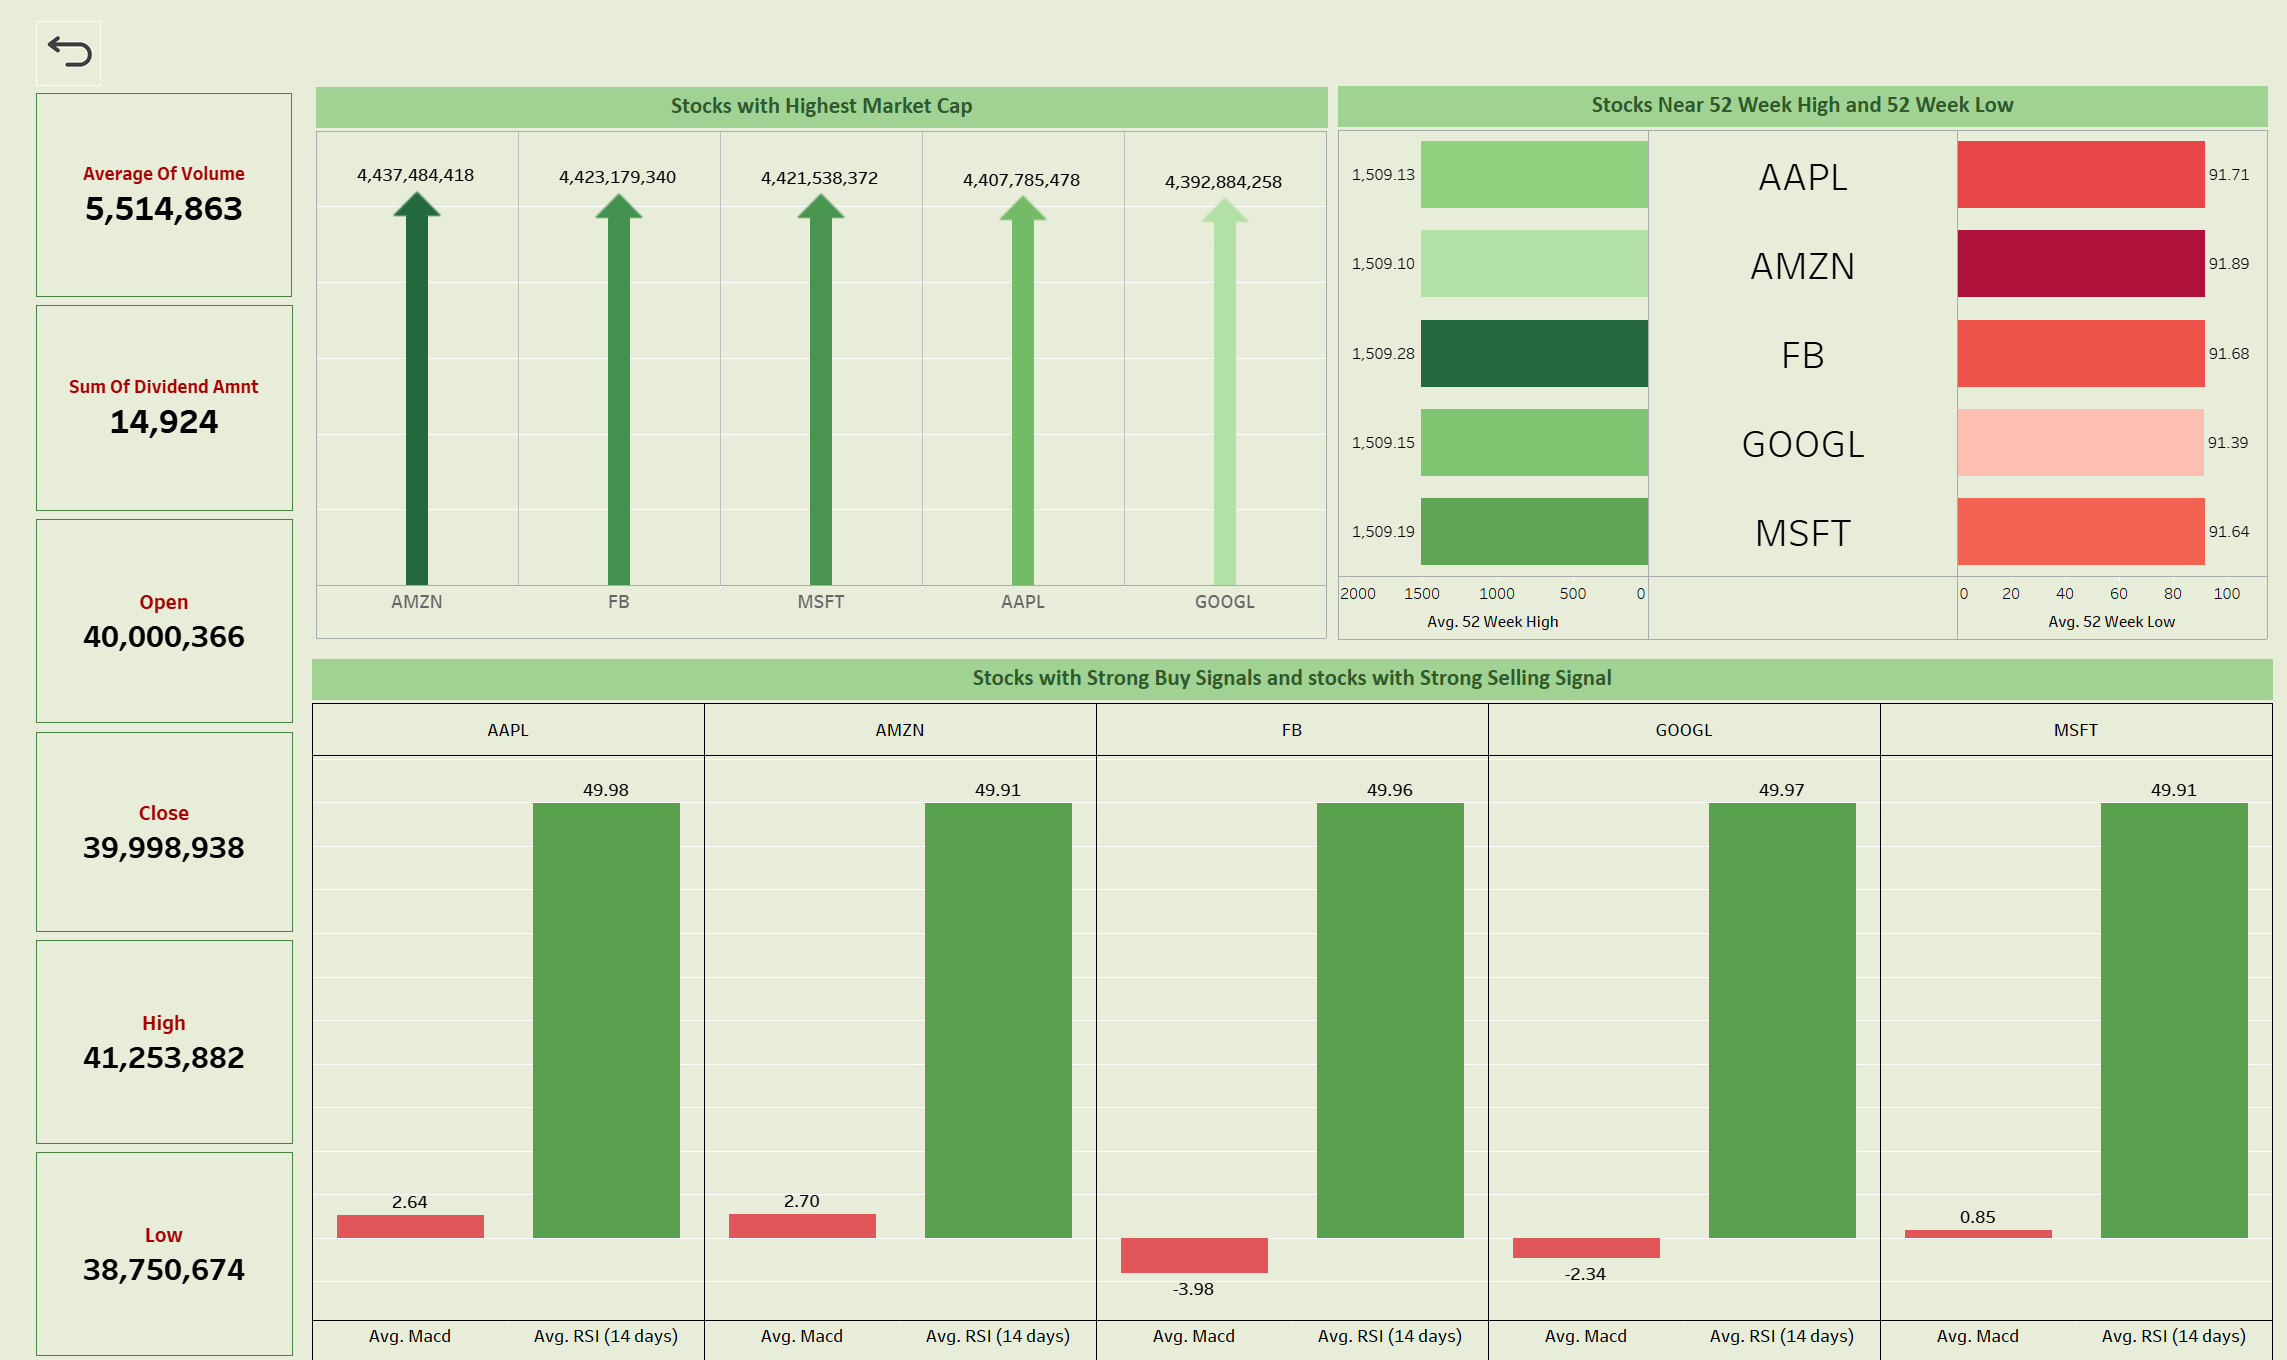 Average Of Volume
5,514,863
Sum Of Dividend Amnt
14,924
Open
40,000,366
Close
39,998,938
High
41,253,882
Low
38,750,674
Stocks with Highest Market Cap
4,437,484,418
4,423,179,340
4,421,538,372
4,407,785,478
4,392,884,258
AMZN
FB
MSFT
AAPL
GOOGL
Stocks Near 52 Week High and 52 Week Low
1,509.13 AAPL 91.71
1,509.10 AMZN 91.89
1,509.28 FB 91.68
1,509.15 GOOGL 91.39
1,509.19 MSFT 91.64
2000 1500 1000 500 0
0 20 40 60 80 100
Avg. 52 Week High
Avg. 52 Week Low
Stocks with Strong Buy Signals and stocks with Strong Selling Signal
AAPL
AMZN
FB
GOOGL
MSFT
2.64
49.98
2.70
49.91
-3.98
49.96
-2.34
49.97
0.85
49.91
Avg. Macd
Avg. RSI (14 days)
Avg. Macd
Avg. RSI (14 days)
Avg. Macd
Avg. RSI (14 days)
Avg. Macd
Avg. RSI (14 days)
Avg. Macd
Avg. RSI (14 days)